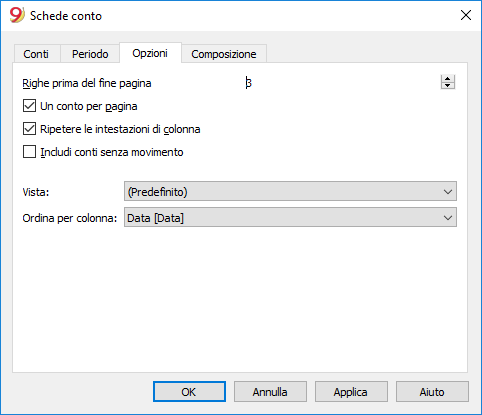 9 Schede conto
Conti Periodo Opzioni Composizione
Righe prima del fine pagina 3
Un conto per pagina
Ripetere le intestazioni di colonna
Includi conti senza movimento
Vista: (Predefinito)
Ordina per colonna: Data [Data]
OK Annulla Applica Aiuto